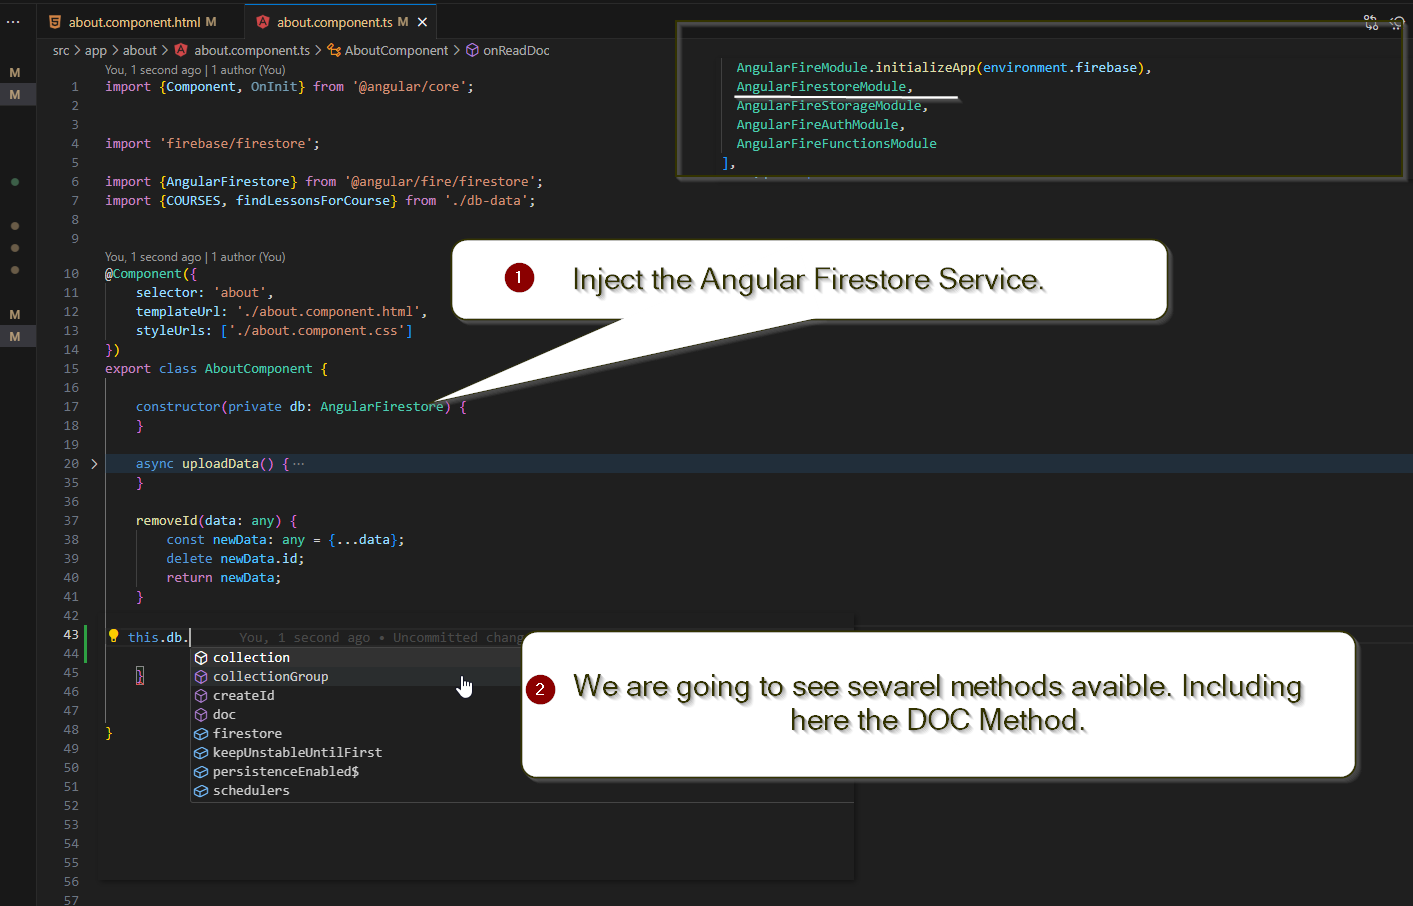 about.component.html M
about.component.ts M
src > app > about > about.component.ts > AboutComponent > onReadDoc
You, 1 second ago | 1 author (You)
1 import {Component, OnInit} from '@angular/core';
2
3
4 import 'firebase/firestore';
5
6 import {AngularFirestore} from '@angular/fire/firestore';
7 import {COURSES, findLessonsForCourse} from './db-data';
8
9
You, 1 second ago | 1 author (You)
10 @Component({
11 selector: 'about',
12 templateUrl: './about.component.html',
13 styleUrls: ['./about.component.css']
14 })
15 export class AboutComponent {
16
17 constructor(private db: AngularFirestore) {
18 }
19
20 async uploadData() { ···
35 }
36
37 removeId(data: any) {
38 const newData: any = {...data};
39 delete newData.id;
40 return newData;
41 }
42
43 this.db. You, 1 second ago • Uncommitted chang
44
45 }
46
47
48 }
49
50
51
52
53
54
55
56
57
collection
collectionGroup
createId
doc
firestore
keepUnstableUntilFirst
persistenceEnabled$
schedulers
AngularFireModule.initializeApp(environment.firebase),
AngularFirestoreModule,
AngularFireStorageModule,
AngularFireAuthModule,
AngularFireFunctionsModule
],
1 Inject the Angular Firestore Service.
2 We are going to see sevarel methods avaible. Including
here the DOC Method.
M
M
M
M